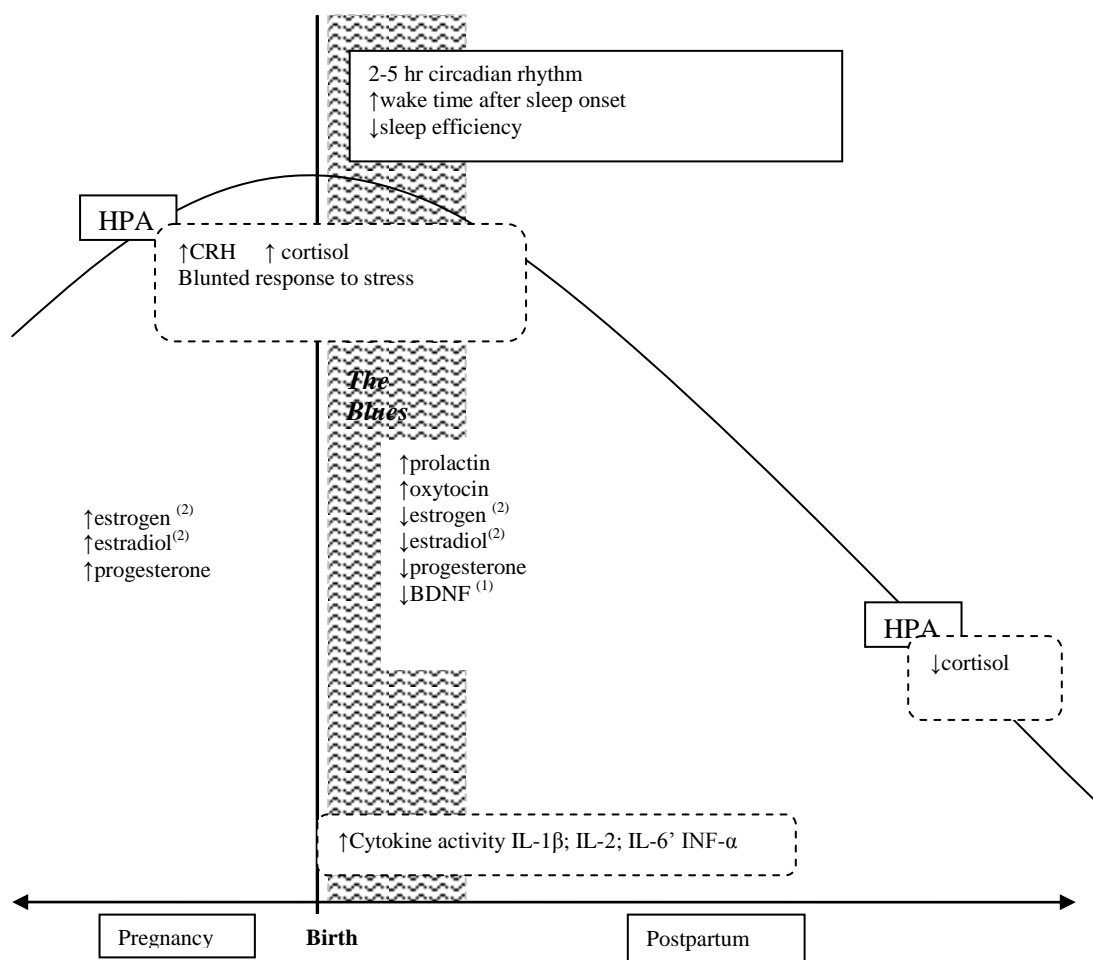 2-5 hr circadian rhythm
↑wake time after sleep onset
↓sleep efficiency
HPA
↑CRH ↑ cortisol
Blunted response to stress
The
Blues
↑prolactin
↑oxytocin
↓estrogen (2)
↓estradiol(2)
↓progesterone
↓BDNF (1)
↑estrogen (2)
↑estradiol(2)
↑progesterone
HPA
↓cortisol
↑Cytokine activity IL-1β; IL-2; IL-6’ INF-α
Pregnancy
Birth
Postpartum